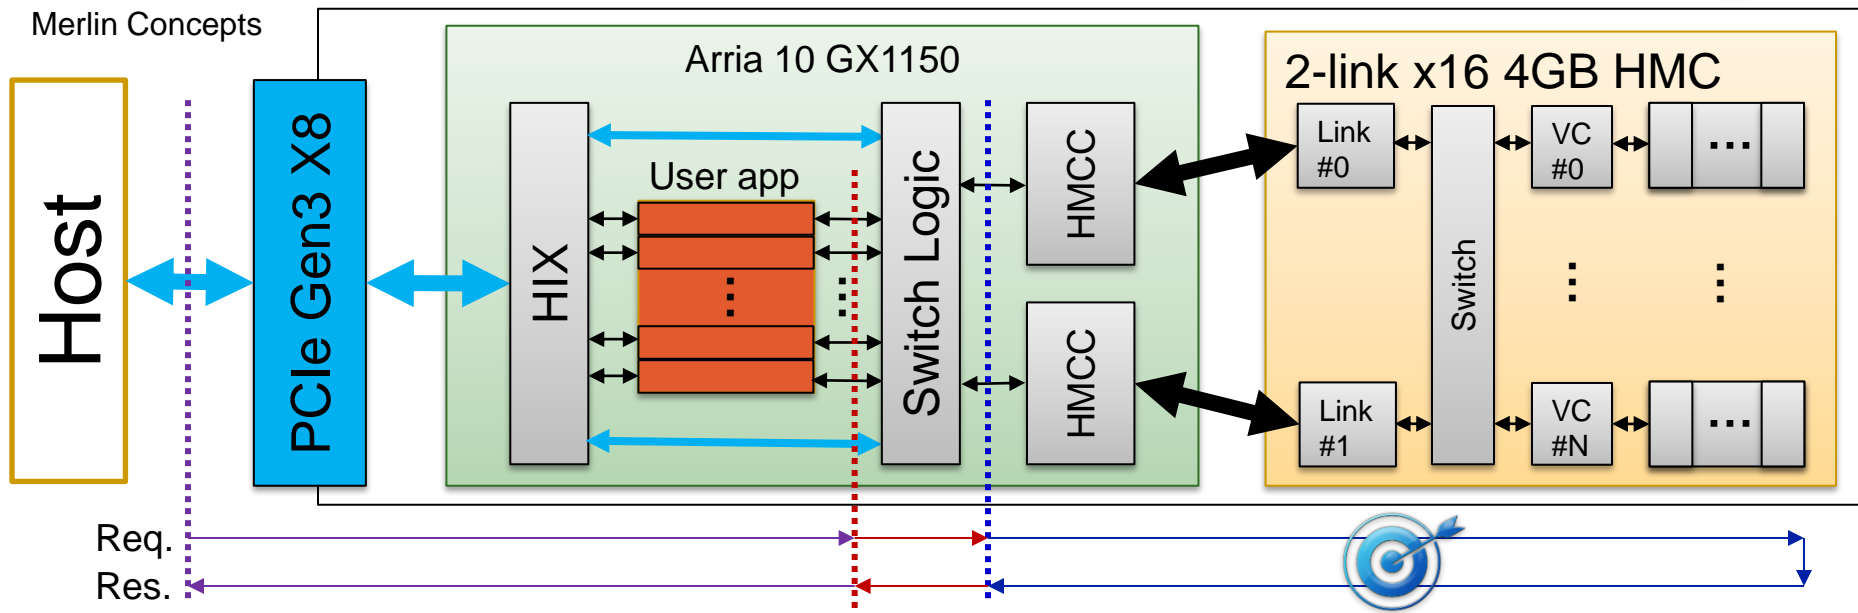 Merlin Concepts
Host
PCIe Gen3 X8
Arria 10 GX1150
HIX
User app
...
...
Switch Logic
HMCC
HMCC
2-link x16 4GB HMC
Link
#0
Link
#1
Switch
VC
#0
...
...
...
VC
#N
...
Req.
Res.